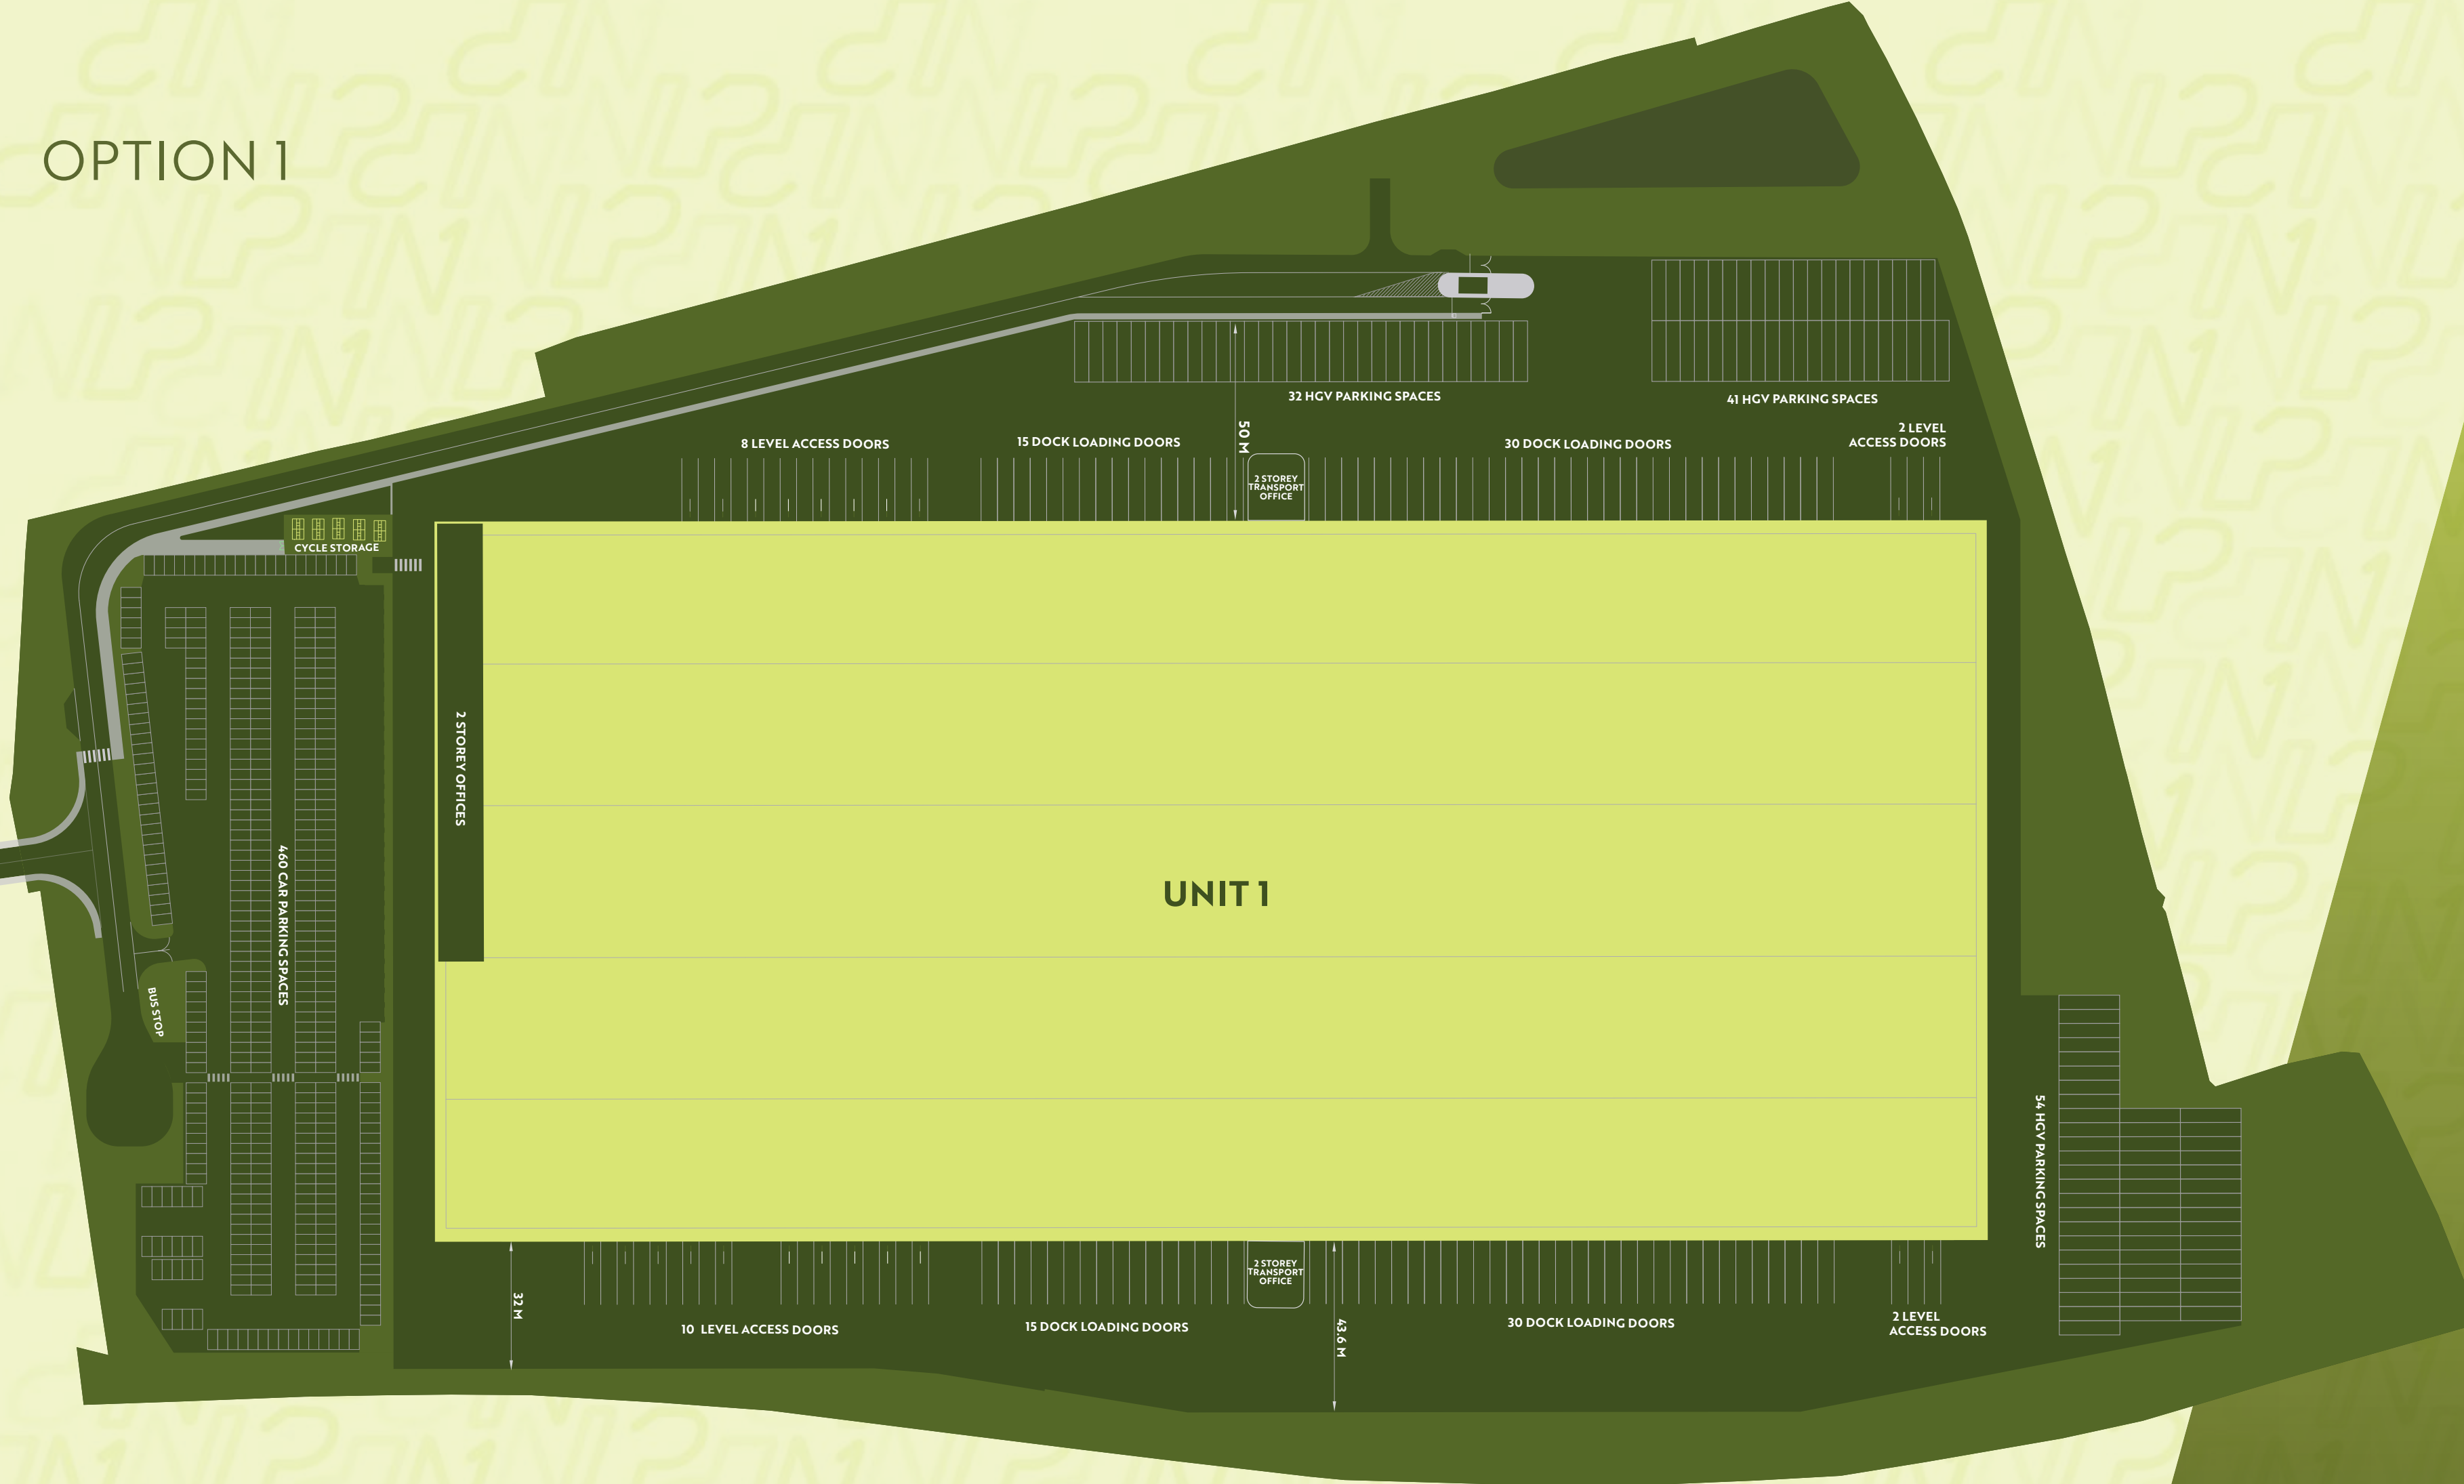 OPTION 1
32 HGV PARKING SPACES
41 HGV PARKING SPACES
50 M
8 LEVEL ACCESS DOORS
15 DOCK LOADING DOORS
30 DOCK LOADING DOORS
2 LEVEL
ACCESS DOORS
2 STOREY
TRANSPORT
OFFICE
CYCLE STORAGE
2 STOREY OFFICES
460 CAR PARKING SPACES
UNIT 1
BUS STOP
54 HGV PARKING SPACES
2 STOREY
TRANSPORT
OFFICE
32 M
43.6 M
10 LEVEL ACCESS DOORS
15 DOCK LOADING DOORS
30 DOCK LOADING DOORS
2 LEVEL
ACCESS DOORS